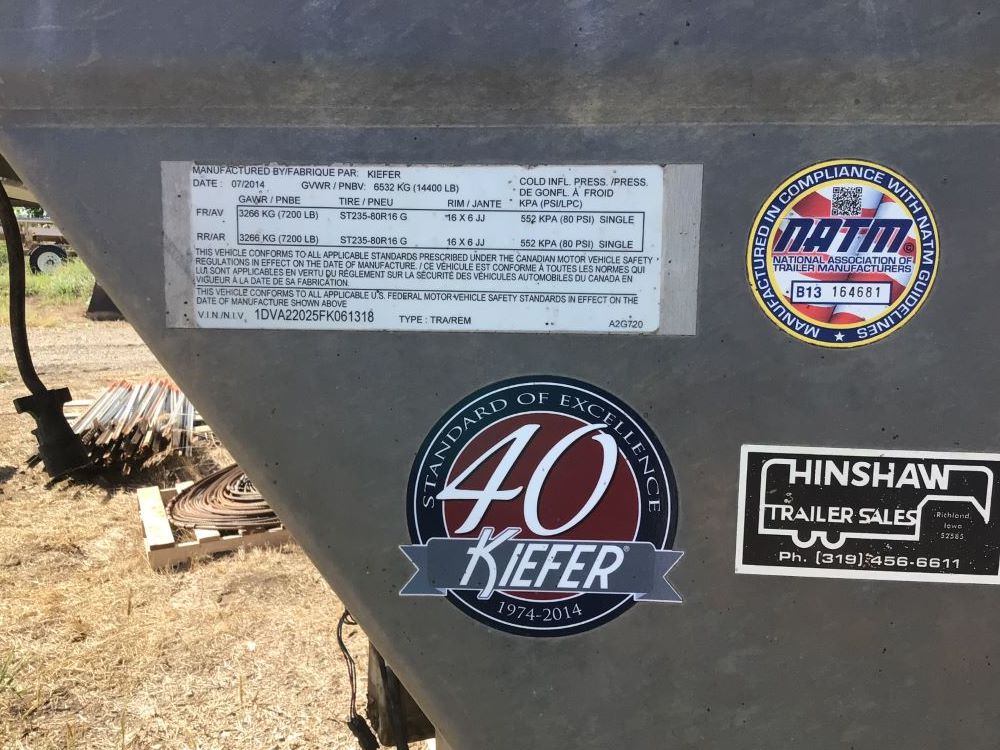 MANUFACTURED BY/FABRIQUE PAR: KIEFER
DATE: 07/2014 GVWR / PNBV: 6532 KG (14400 LB)
COLD INFL. PRESS./PRESS.
DE GONFL. À FROID
GAWR / PNBE TIRE / PNEU RIM / JANTE KPA (PSI/LPC)
FR/AV 3266 KG (7200 LB) ST235-80R16 G 16 X 6 JJ 552 KPA (80 PSI) SINGLE
RR/AR 3266 KG (7200 LB) ST235-80R16 G 16 X 6 JJ 552 KPA (80 PSI) SINGLE
THIS VEHICLE CONFORMS TO ALL APPLICABLE STANDARDS PRESCRIBED UNDER THE CANADIAN MOTOR VEHICLE SAFETY
REGULATIONS IN EFFECT ON THE DATE OF MANUFACTURE. / CE VÉHICULE EST CONFORME À TOUTES LES NORMES QUI
LUI SONT APPLICABLES EN VERTU DU RÈGLEMENT SUR LA SÉCURITÉ DES VÉHICULES AUTOMOBILES DU CANADA EN
VIGUEUR À LA DATE DE SA FABRICATION.
THIS VEHICLE CONFORMS TO ALL APPLICABLE U.S. FEDERAL MOTOR VEHICLE SAFETY STANDARDS IN EFFECT ON THE
DATE OF MANUFACTURE SHOWN ABOVE
V.I.N./N.I.V. 1DVA22025FK061318 TYPE: TRA/REM A2G720
MANUFACTURED IN COMPLIANCE WITH NATM GUIDELINES
NATM
NATIONAL ASSOCIATION OF
TRAILER MANUFACTURERS
B13 164681
STANDARD OF EXCELLENCE
40
KIEFER®
1974-2014
HINSHAW
TRAILER SALES
Richland,
Iowa
52585
Ph. (319) 456-6611